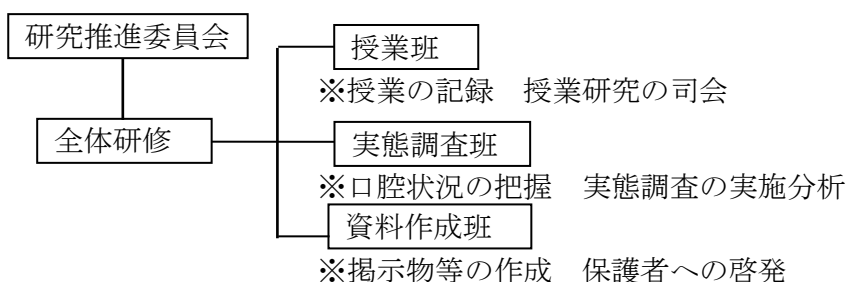 研究推進委員会
授業班
※授業の記録　授業研究の司会
全体研修
実態調査班
※口腔状況の把握　実態調査の実施分析
資料作成班
※掲示物等の作成　保護者への啓発